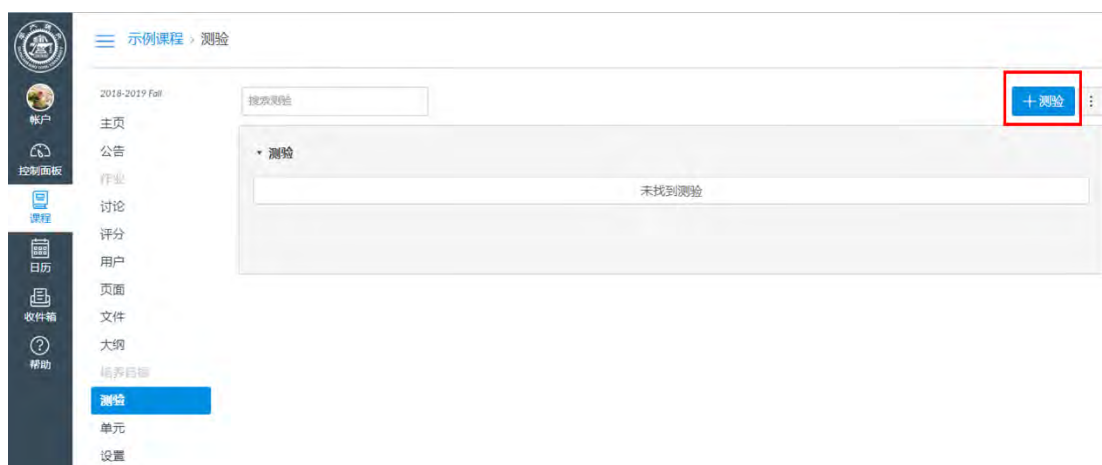 示例课程 › 测验
帐户
控制面板
课程
日历
收件箱
帮助
2018-2019 Fall
主页
公告
作业
讨论
评分
用户
页面
文件
大纲
培养目标
测验
单元
设置
搜索测验
+测验
测验
未找到测验